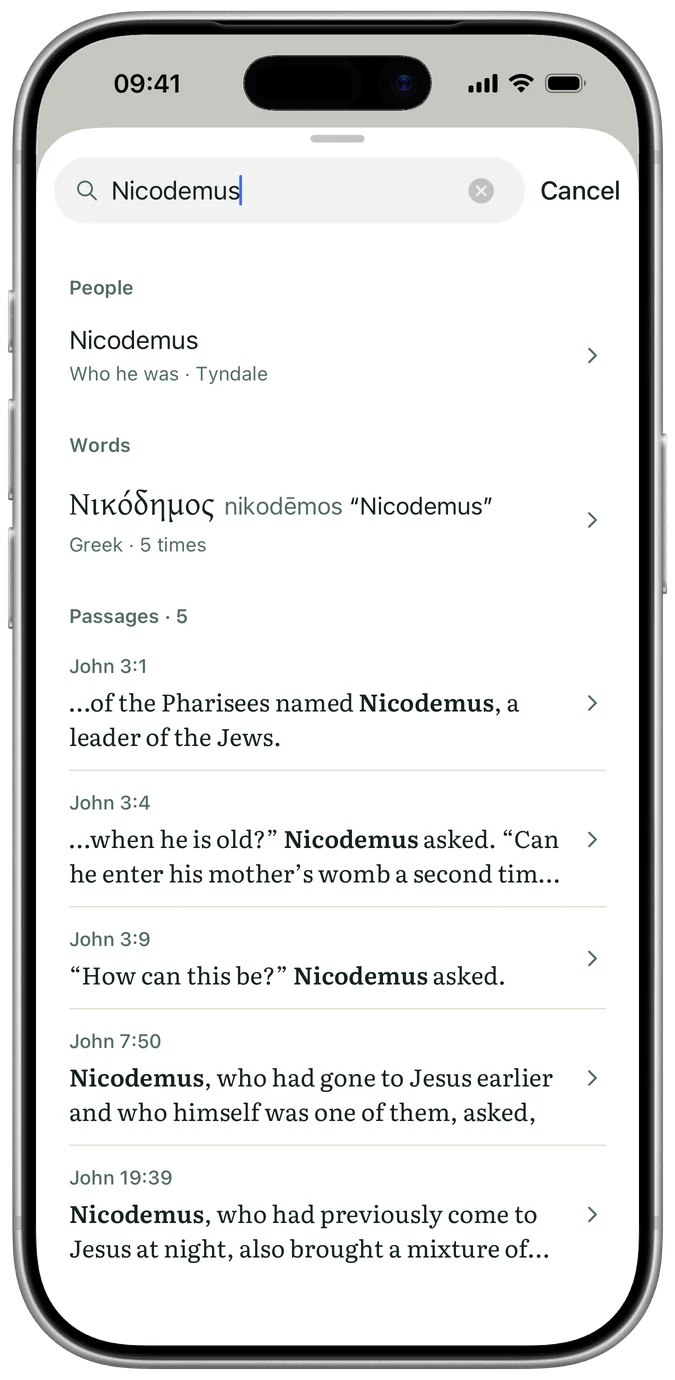 09:41
Nicodemus
Cancel
People
Nicodemus
Who he was · Tyndale
Words
Νικόδημος nikodēmos “Nicodemus”
Greek · 5 times
Passages · 5
John 3:1
…of the Pharisees named Nicodemus, a
leader of the Jews.
John 3:4
…when he is old?” Nicodemus asked. “Can
he enter his mother’s womb a second tim…
John 3:9
“How can this be?” Nicodemus asked.
John 7:50
Nicodemus, who had gone to Jesus earlier
and who himself was one of them, asked,
John 19:39
Nicodemus, who had previously come to
Jesus at night, also brought a mixture of…